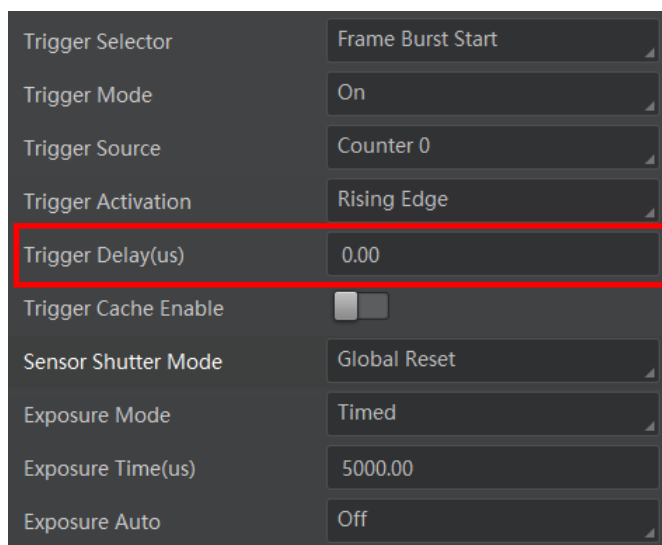 Trigger Selector Frame Burst Start
Trigger Mode On
Trigger Source Counter 0
Trigger Activation Rising Edge
Trigger Delay(us) 0.00
Trigger Cache Enable
Sensor Shutter Mode Global Reset
Exposure Mode Timed
Exposure Time(us) 5000.00
Exposure Auto Off